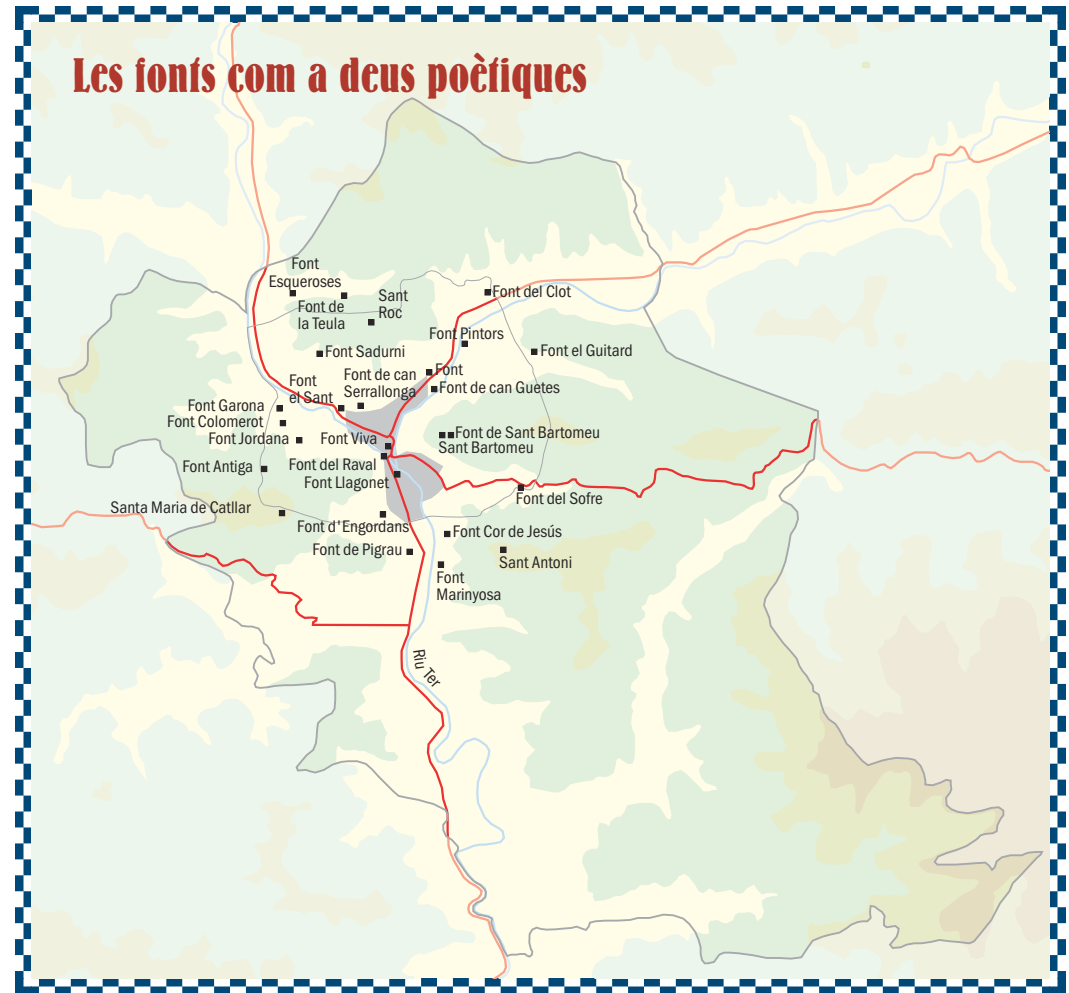 Les fonts com a deus poètiques
Font
Esqueroses
Font de
la Teula
Sant
Roc
Font del Clot
Font Pintors
Font el Guitard
Font Sadurni
Font de can
Serrallonga
Font
Font de can Guetes
Font
el Sant
Font Garona
Font Colomerot
Font Jordana
Font Viva
Font de Sant Bartomeu
Sant Bartomeu
Font Antiga
Font del Raval
Font Llagonet
Font del Sofre
Santa Maria de Catllar
Font d'Engordans
Font Cor de Jesús
Font de Pigrau
Sant Antoni
Font
Marinyosa
Riu Ter